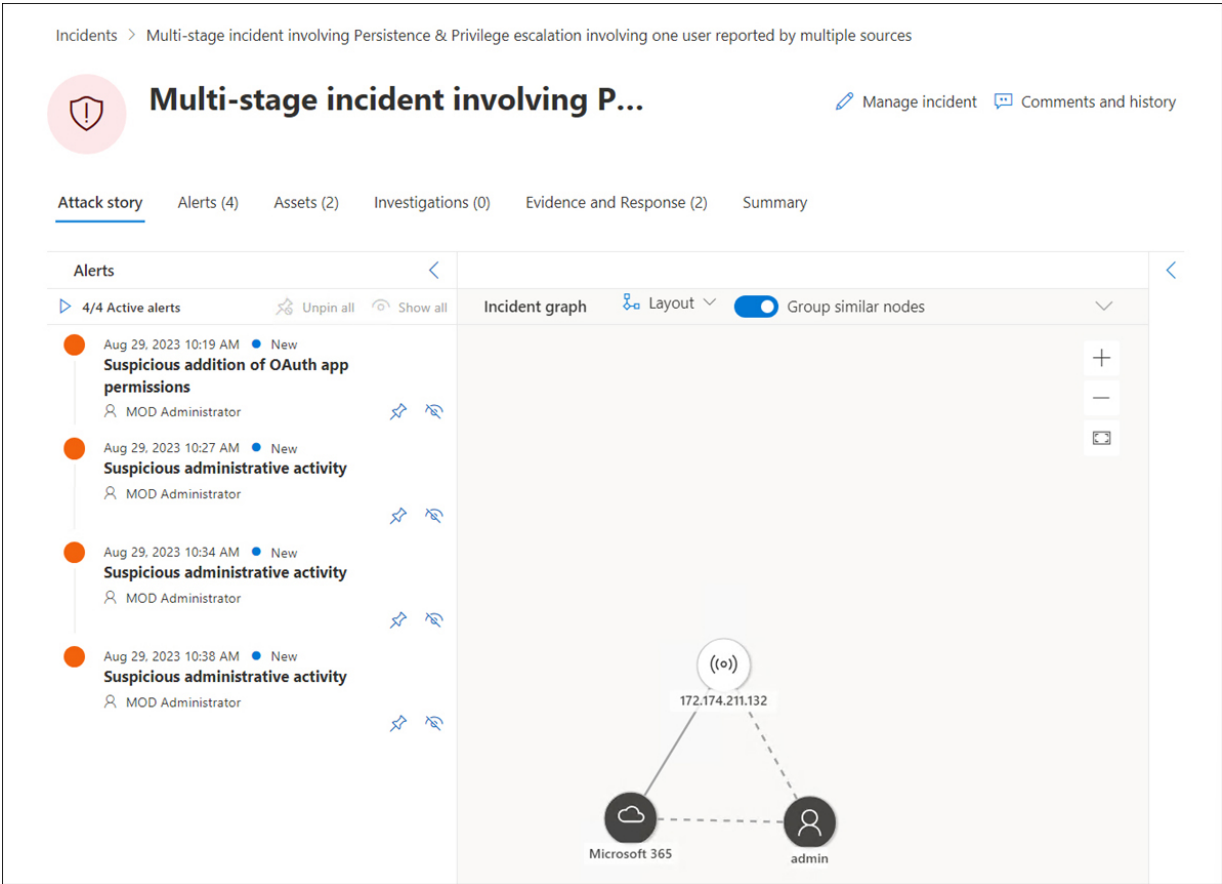 Incidents > Multi-stage incident involving Persistence & Privilege escalation involving one user reported by multiple sources
Multi-stage incident involving P...
Manage incident
Comments and history
Attack story
Alerts (4)
Assets (2)
Investigations (0)
Evidence and Response (2)
Summary
Alerts
4/4 Active alerts
Unpin all
Show all
Aug 29, 2023 10:19 AM New
Suspicious addition of OAuth app
permissions
MOD Administrator
Aug 29, 2023 10:27 AM New
Suspicious administrative activity
MOD Administrator
Aug 29, 2023 10:34 AM New
Suspicious administrative activity
MOD Administrator
Aug 29, 2023 10:38 AM New
Suspicious administrative activity
MOD Administrator
Incident graph
Layout
Group similar nodes
172.174.211.132
Microsoft 365
admin